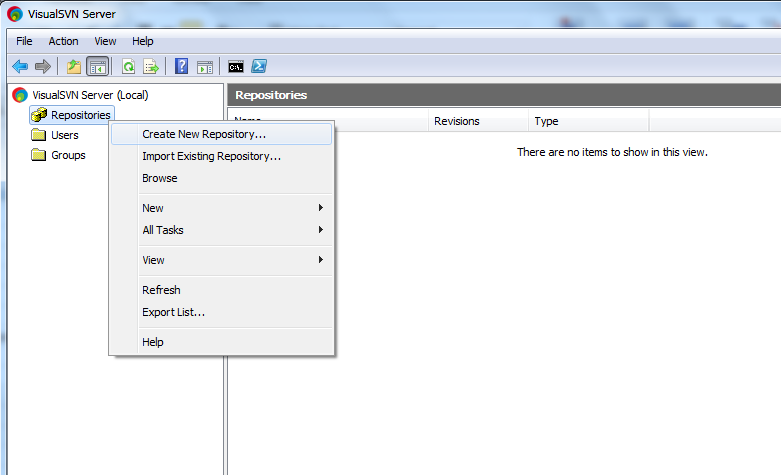 VisualSVN Server
File Action View Help
VisualSVN Server (Local)
Repositories
Users
Groups
Repositories
Name Revisions Type
There are no items to show in this view.
Create New Repository...
Import Existing Repository...
Browse
New
All Tasks
View
Refresh
Export List...
Help